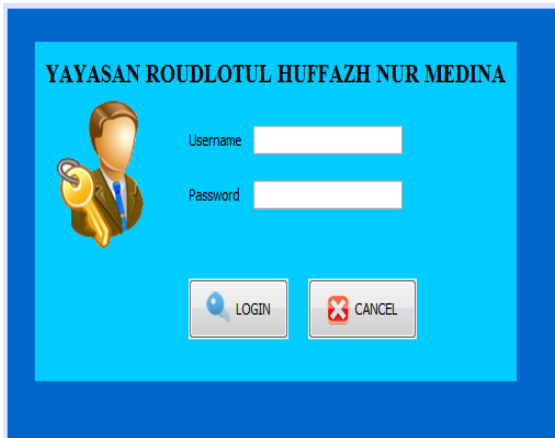 YAYASAN ROUDLOTUL HUFFAZH NUR MEDINA
Username
Password
LOGIN CANCEL